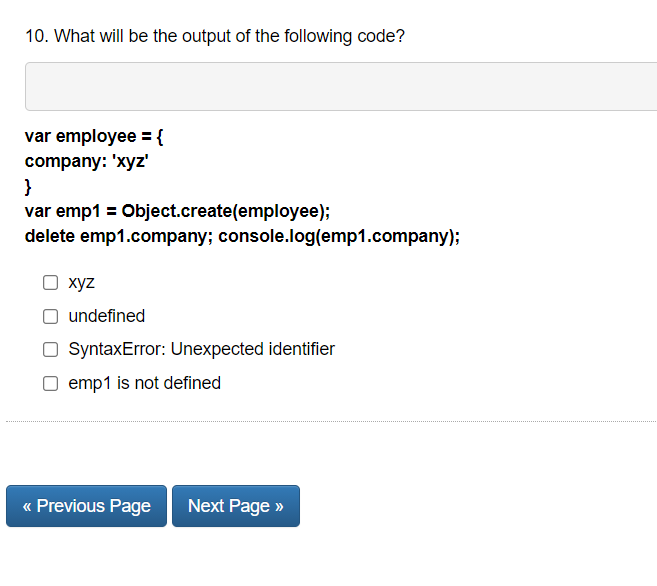 10. What will be the output of the following code?
var employee = {
company: 'xyz'
}
var emp1 = Object.create(employee);
delete emp1.company; console.log(emp1.company);
xyz
undefined
SyntaxError: Unexpected identifier
emp1 is not defined
« Previous Page Next Page »